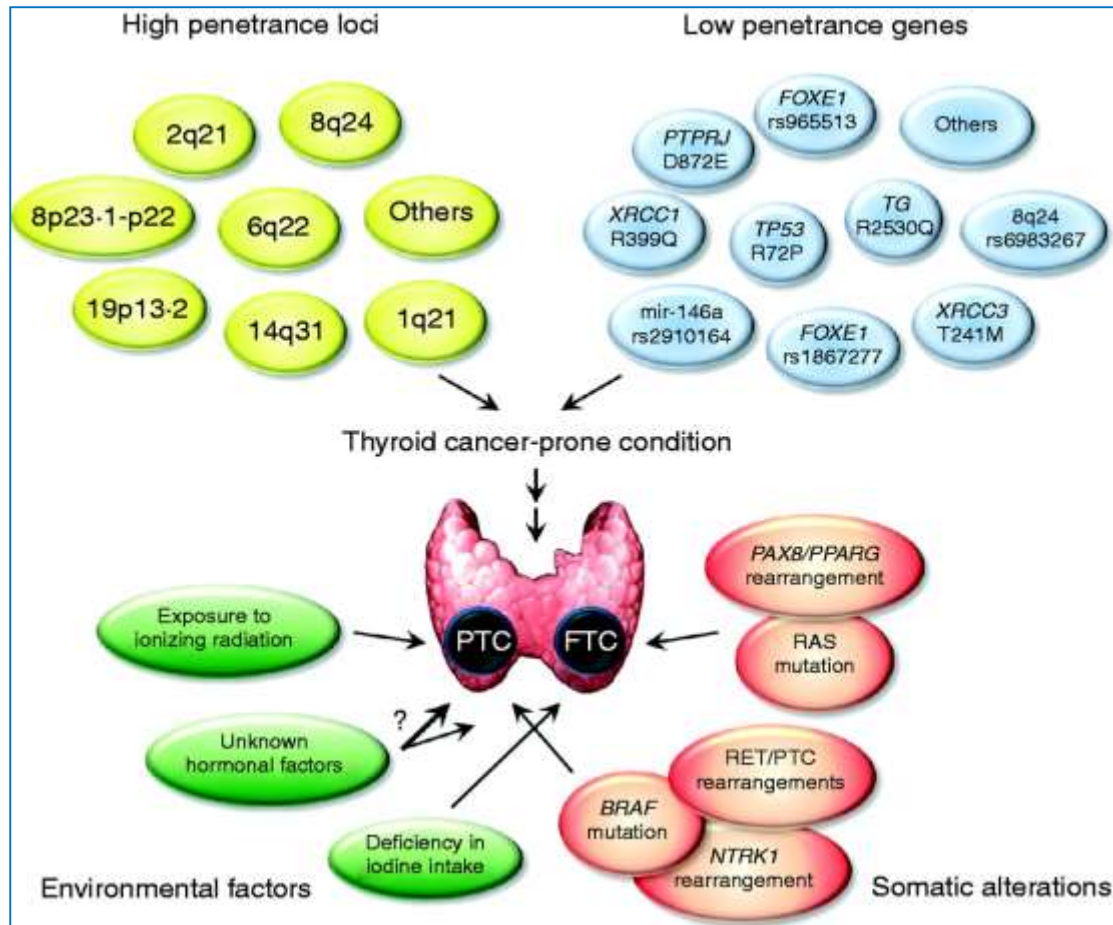 High penetrance loci
2q21
8q24
8p23·1-p22
6q22
Others
19p13·2
14q31
1q21
Low penetrance genes
FOXE1
rs965513
PTPRJ
D872E
Others
XRCC1
R399Q
TP53
R72P
TG
R2530Q
8q24
rs6983267
mir-146a
rs2910164
FOXE1
rs1867277
XRCC3
T241M
Thyroid cancer-prone condition
PTC
FTC
Exposure to
ionizing radiation
?
Unknown
hormonal factors
Deficiency in
iodine intake
Environmental factors
PAX8/PPARG
rearrangement
RAS
mutation
RET/PTC
rearrangements
BRAF
mutation
NTRK1
rearrangement
Somatic alterations